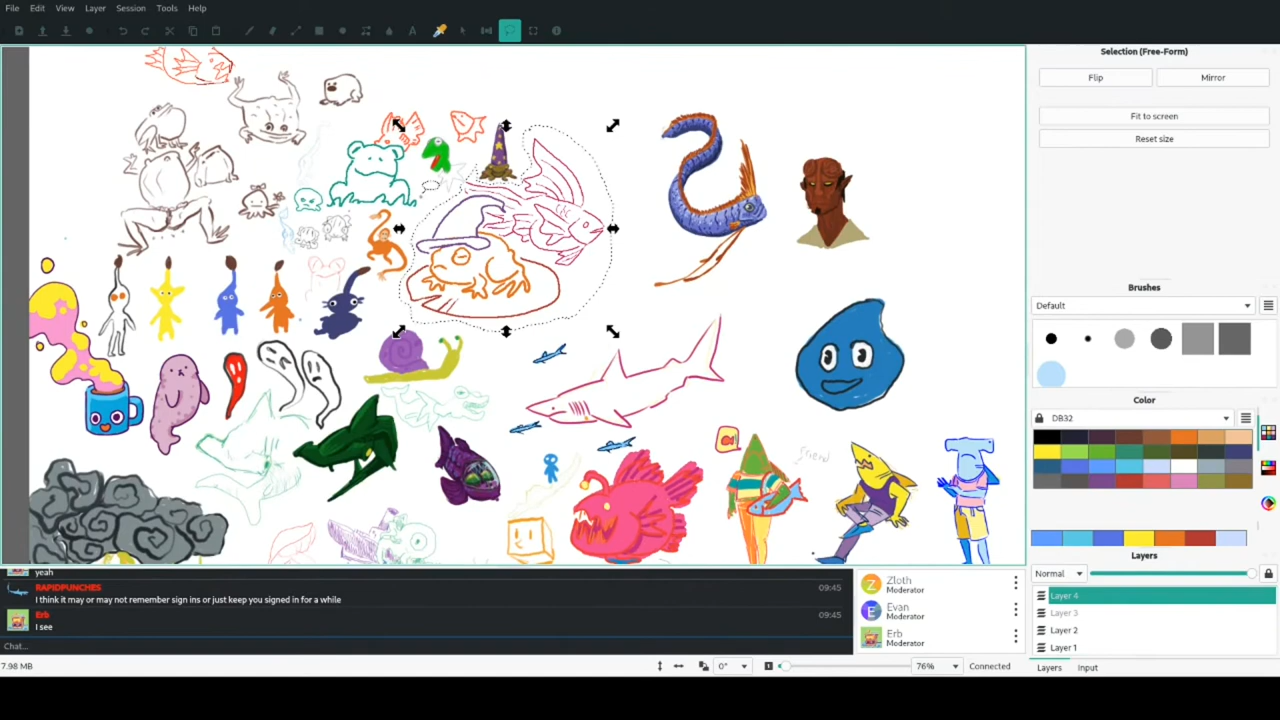 File Edit View Layer Session Tools Help
Selection (Free-Form)
Flip Mirror
Fit to screen
Reset size
Brushes
Default
Color
DB32
friend
Layers
Normal
Layer 4
Layer 3
Layer 2
Layer 1
yeah
RAPIDPUNCHES
I think it may or may not remember sign ins or just keep you signed in for a while
09:45
Erb
09:45
I see
Chat...
Zloth
Moderator
Evan
Moderator
Erb
Moderator
7.98 MB
0°
76%
Connected
Layers Input